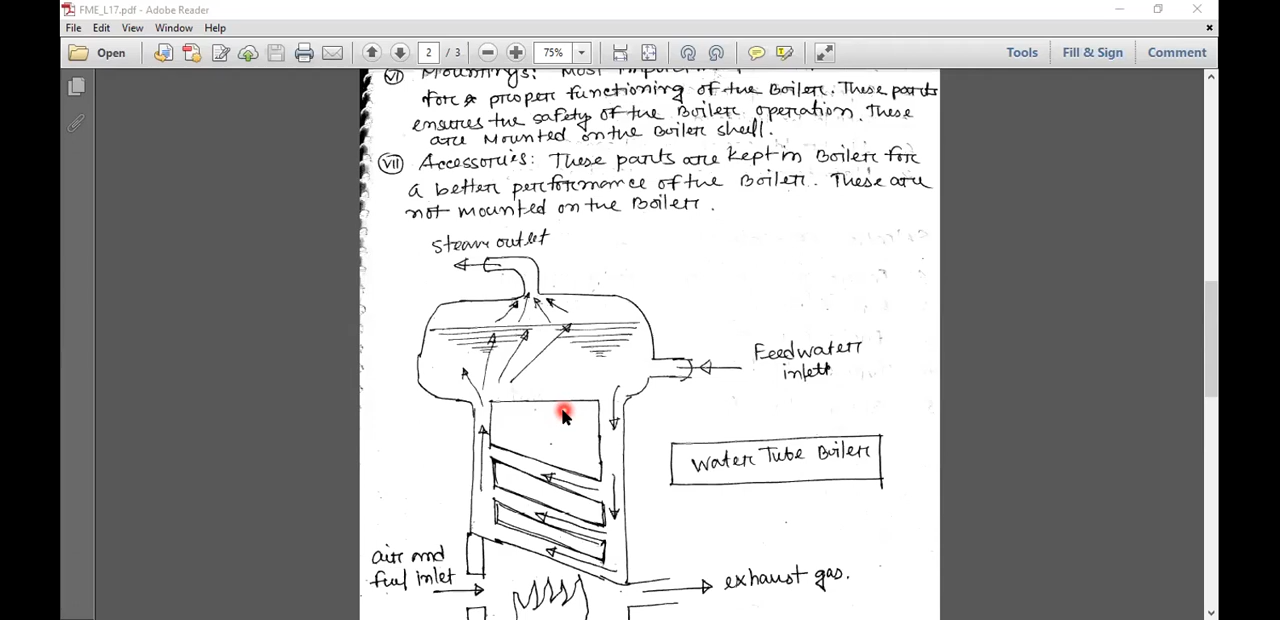 FME_L17.pdf - Adobe Reader
File Edit View Window Help
Open 2 / 3 75% Tools Fill & Sign Comment
VI Mountings: Most
for proper functioning of the Boiler. These parts
ensures the safety of the Boiler operation. These
are Mounted on the Boiler shell.
VII Accessories: These parts are kept in Boiler for
a better performance of the Boiler. These are
not mounted on the Boiler.
Steam outlet
Feedwater
inlet
Water Tube Boiler
air and
fuel inlet
exhaust gas.